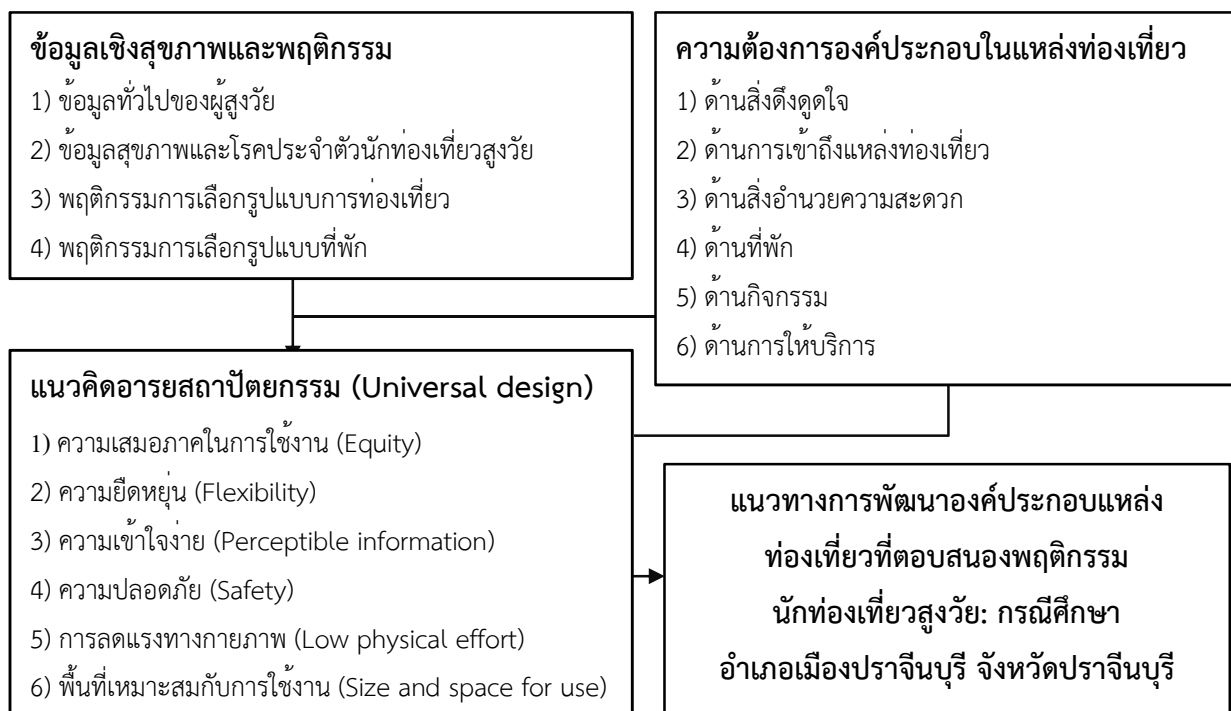 ข้อมูลเชิงสุขภาพและพฤติกรรม
1) ข้อมูลทั่วไปของผู้สูงวัย
2) ข้อมูลสุขภาพและโรคประจำตัวนักท่องเที่ยวสูงวัย
3) พฤติกรรมการเลือกรูปแบบการท่องเที่ยว
4) พฤติกรรมการเลือกรูปแบบที่พัก
ความต้องการองค์ประกอบในแหล่งท่องเที่ยว
1) ด้านสิ่งดึงดูดใจ
2) ด้านการเข้าถึงแหล่งท่องเที่ยว
3) ด้านสิ่งอำนวยความสะดวก
4) ด้านที่พัก
5) ด้านกิจกรรม
6) ด้านการให้บริการ
แนวคิดอารยสถาปัตยกรรม (Universal design)
1) ความเสมอภาคในการใช้งาน (Equity)
2) ความยืดหยุ่น (Flexibility)
3) ความเข้าใจง่าย (Perceptible information)
4) ความปลอดภัย (Safety)
5) การลดแรงทางกายภาพ (Low physical effort)
6) พื้นที่เหมาะสมกับการใช้งาน (Size and space for use)
แนวทางการพัฒนาองค์ประกอบแหล่ง
ท่องเที่ยวที่ตอบสนองพฤติกรรม
นักท่องเที่ยวสูงวัย: กรณีศึกษา
อำเภอเมืองปราจีนบุรี จังหวัดปราจีนบุรี